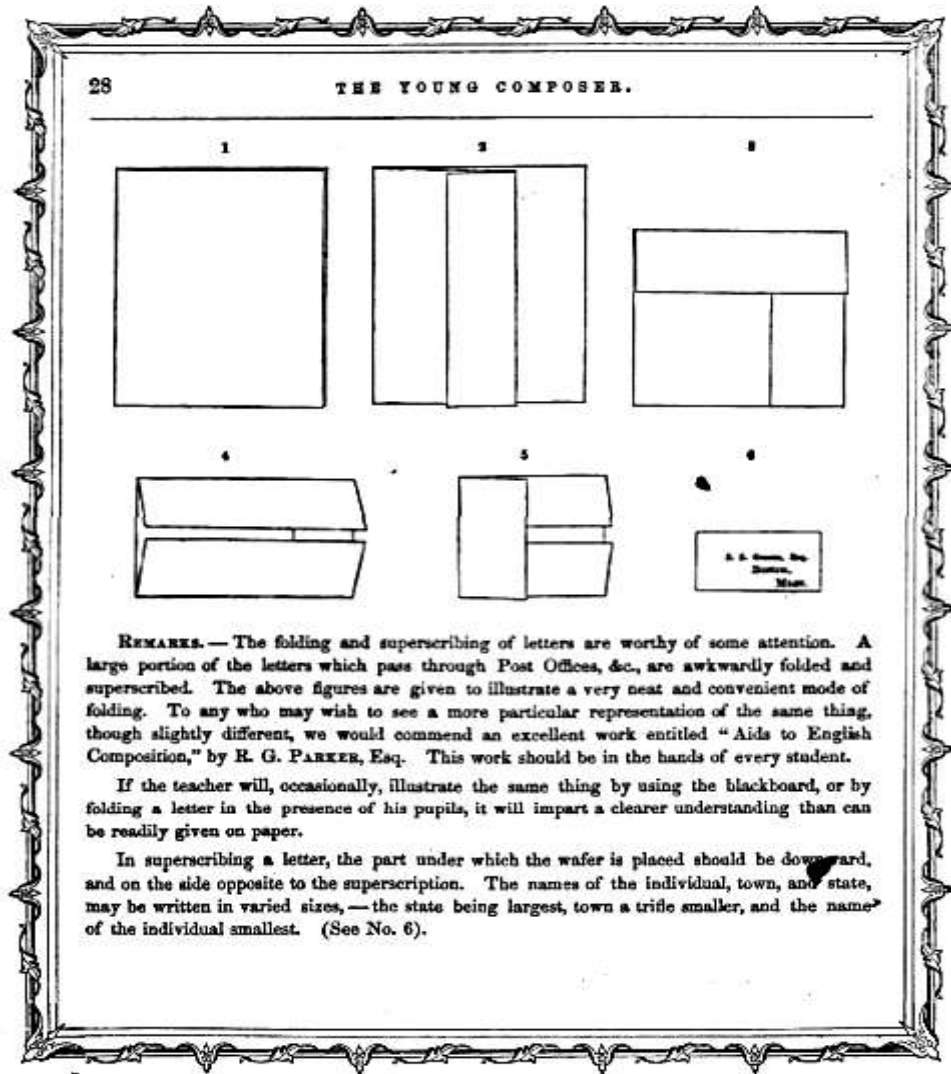 28 THE YOUNG COMPOSER.
1 2 3
4 5 6
Esq.
Boston,
Mass.
REMARKS. — The folding and superscribing of letters are worthy of some attention. A
large portion of the letters which pass through Post Offices, &c., are awkwardly folded and
superscribed. The above figures are given to illustrate a very neat and convenient mode of
folding. To any who may wish to see a more particular representation of the same thing,
though slightly different, we would commend an excellent work entitled “Aids to English
Composition,” by R. G. PARKER, Esq. This work should be in the hands of every student.
If the teacher will, occasionally, illustrate the same thing by using the blackboard, or by
folding a letter in the presence of his pupils, it will impart a clearer understanding than can
be readily given on paper.
In superscribing a letter, the part under which the wafer is placed should be downward,
and on the side opposite to the superscription. The names of the individual, town, and state,
may be written in varied sizes, — the state being largest, town a trifle smaller, and the name
of the individual smallest. (See No. 6).